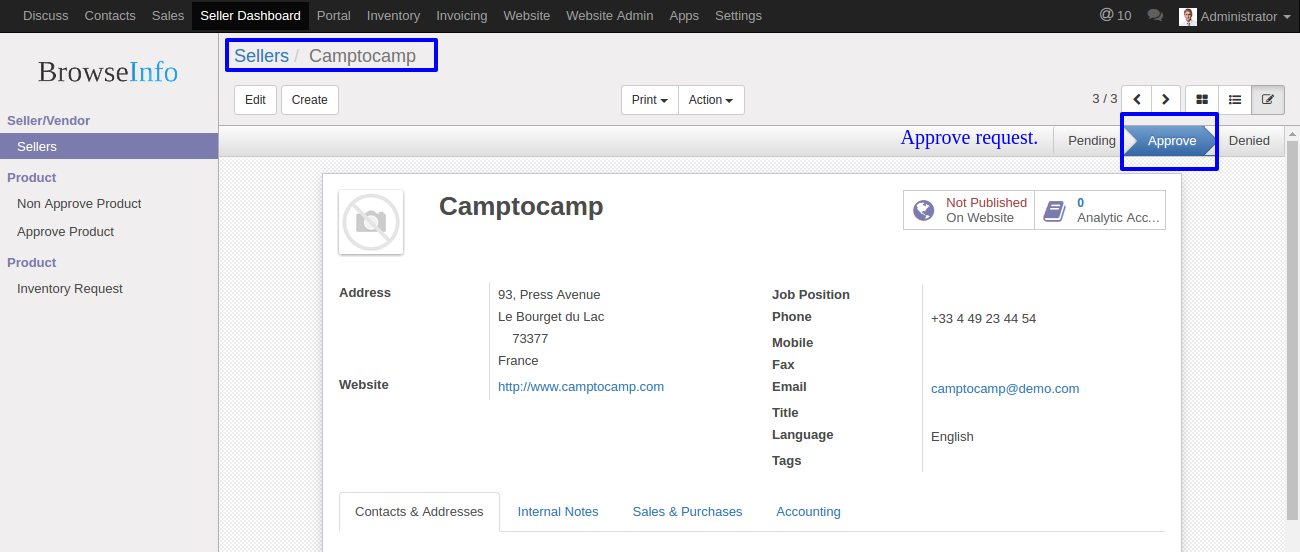 Discuss Contacts Sales Seller Dashboard Portal Inventory Invoicing Website Website Admin Apps Settings @ 10 Administrator
BrowseInfo
Seller/Vendor
Sellers
Product
Non Approve Product
Approve Product
Product
Inventory Request
Sellers / Camptocamp
Edit Create Print Action 3 / 3
Approve request. Pending Approve Denied
Camptocamp
Not Published
On Website
0
Analytic Acc...
Address
93, Press Avenue
Le Bourget du Lac
73377
France
Website http://www.camptocamp.com
Job Position
Phone +33 4 49 23 44 54
Mobile
Fax
Email camptocamp@demo.com
Title
Language English
Tags
Contacts & Addresses Internal Notes Sales & Purchases Accounting